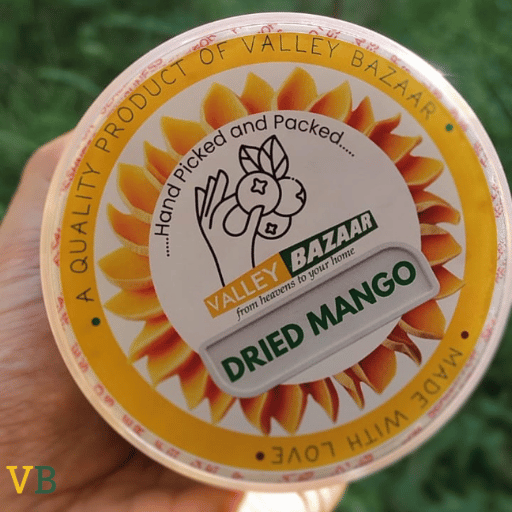 A QUALITY PRODUCT OF VALLEY BAZAAR
.....Hand Picked and Packed.....
VALLEY BAZAAR
from heavens to your home
DRIED MANGO
MADE WITH LOVE
VB